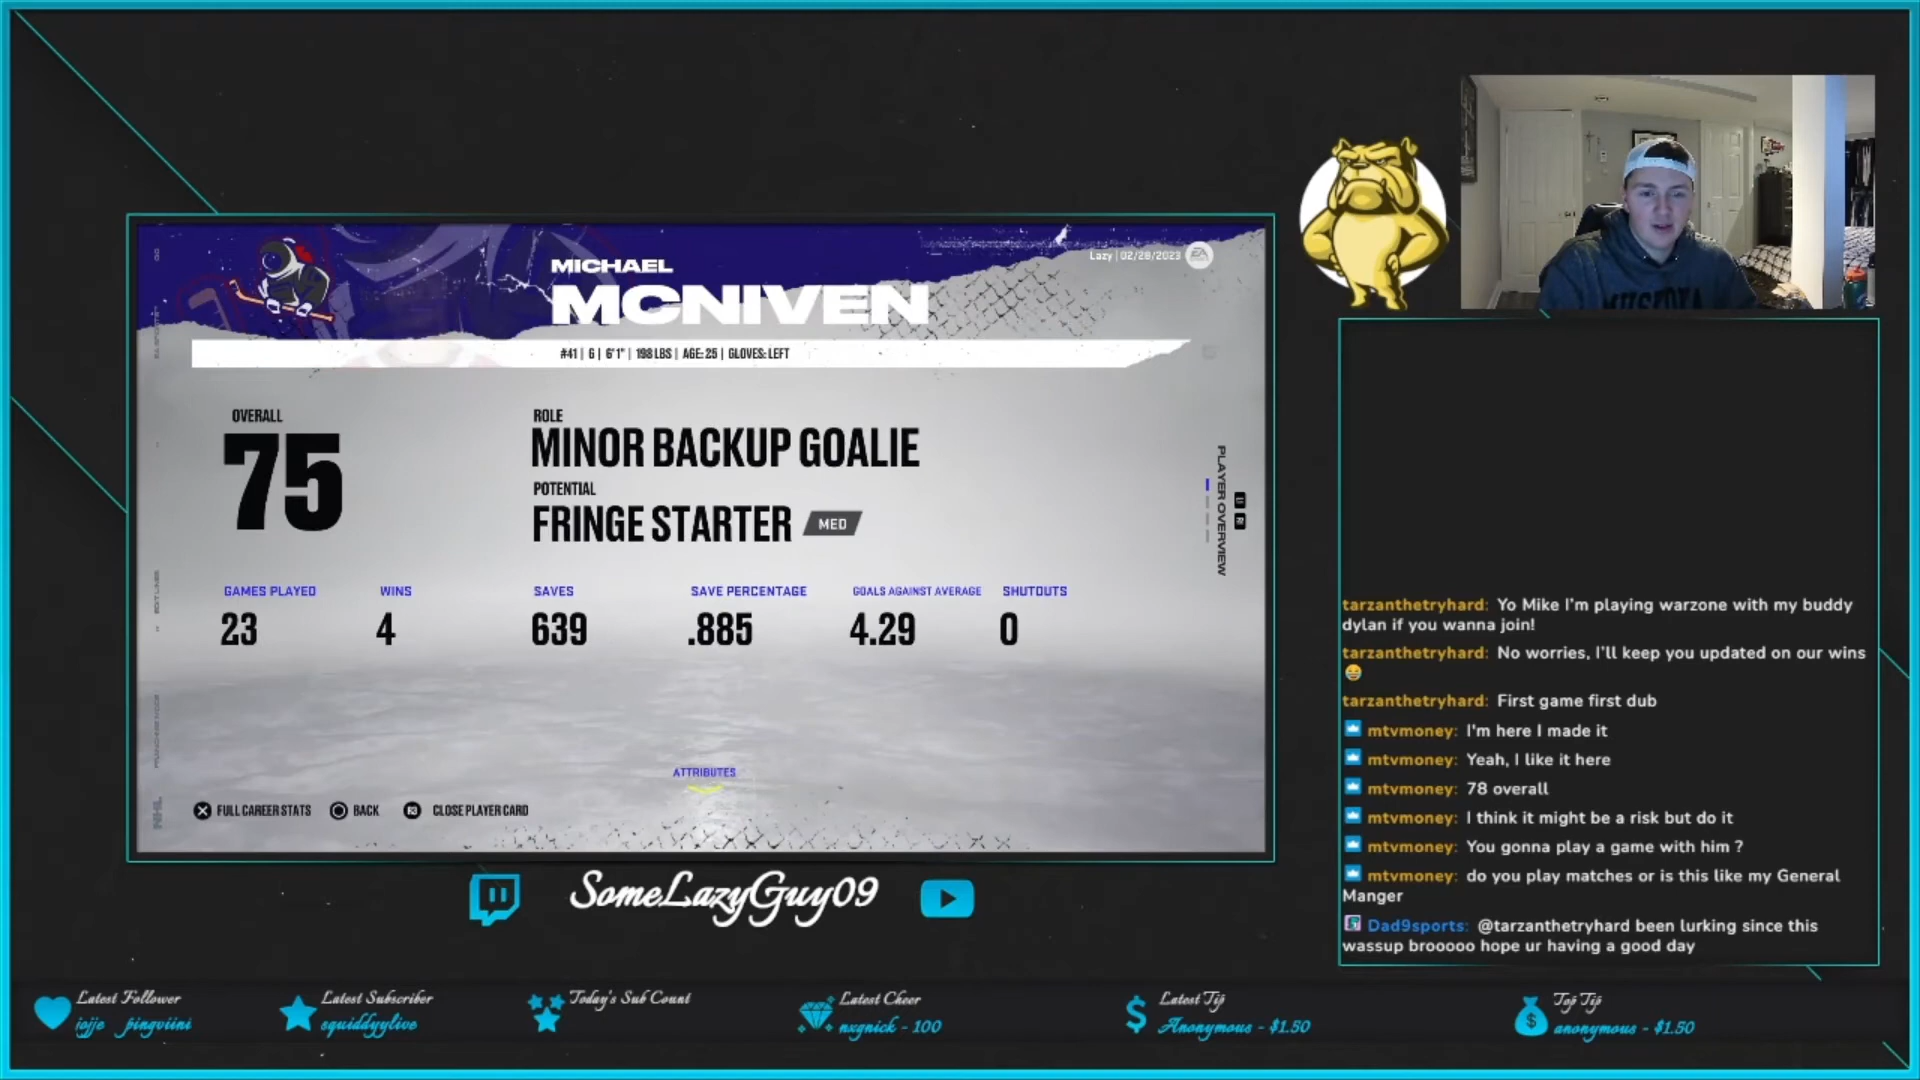 MICHAEL
MCNIVEN
Lazy | 02/28/2023
EA
#41 | G | 6'1" | 198 LBS | AGE: 25 | GLOVES: LEFT
OVERALL
75
ROLE
MINOR BACKUP GOALIE
POTENTIAL
FRINGE STARTER MED
PLAYER OVERVIEW
GAMES PLAYED WINS SAVES SAVE PERCENTAGE GOALS AGAINST AVERAGE SHUTOUTS
23 4 639 .885 4.29 0
ATTRIBUTES
FULL CAREER STATS BACK R3 CLOSE PLAYER CARD
NHL
SomeLazyGuy09
tarzanthetryhard: Yo Mike I'm playing warzone with my buddy
dylan if you wanna join!
tarzanthetryhard: No worries, I'll keep you updated on our wins
😅
tarzanthetryhard: First game first dub
mtvmoney: I'm here I made it
mtvmoney: Yeah, I like it here
mtvmoney: 78 overall
mtvmoney: I think it might be a risk but do it
mtvmoney: You gonna play a game with him ?
mtvmoney: do you play matches or is this like my General
Manger
Dad9sports: @tarzanthetryhard been lurking since this
wassup brooooo hope ur having a good day
Latest Follower
jojje_pingviini
Latest Subscriber
squiddyylive
Today's Sub Count
Latest Cheer
nxgnick - 100
Latest Tip
Anonymous - $1.50
Top Tip
anonymous - $1.50